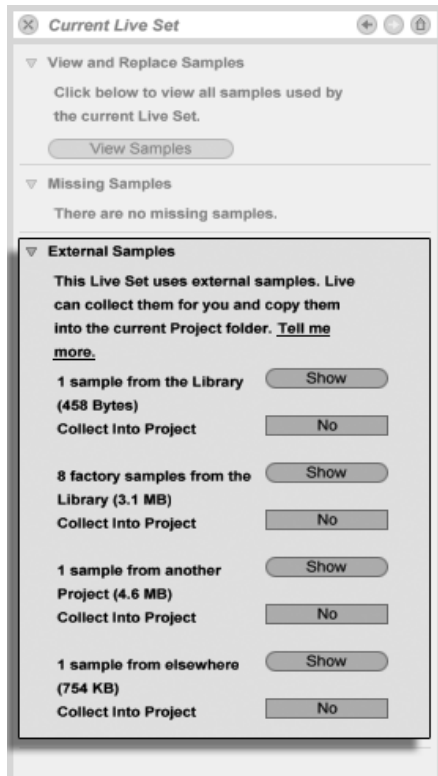 Current Live Set
View and Replace Samples
Click below to view all samples used by
the current Live Set.
View Samples
Missing Samples
There are no missing samples.
External Samples
This Live Set uses external samples. Live
can collect them for you and copy them
into the current Project folder. Tell me
more.
1 sample from the Library
(458 Bytes)
Show
Collect Into Project
No
8 factory samples from the
Library (3.1 MB)
Show
Collect Into Project
No
1 sample from another
Project (4.6 MB)
Show
Collect Into Project
No
1 sample from elsewhere
(754 KB)
Show
Collect Into Project
No